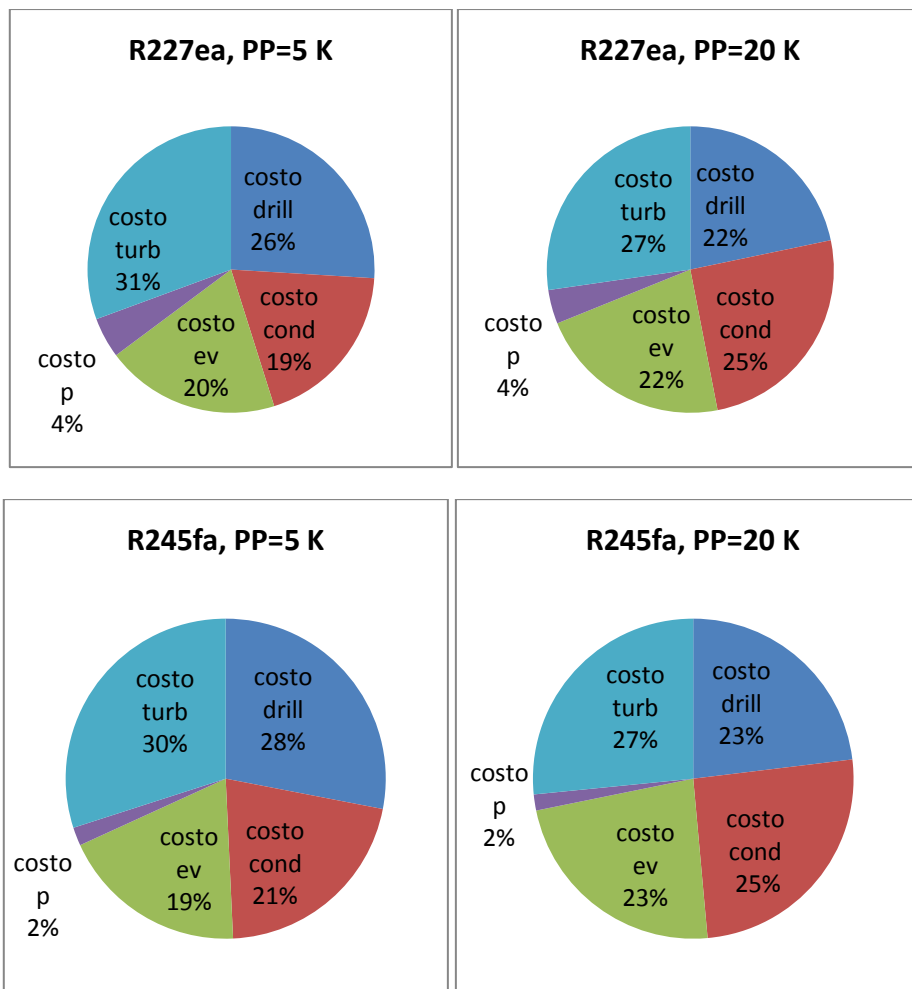 R227ea, PP=5 K
costo
drill
26%
costo
cond
19%
costo
ev
20%
costo
p
4%
costo
turb
31%
R227ea, PP=20 K
costo
drill
22%
costo
cond
25%
costo
ev
22%
costo
p
4%
costo
turb
27%
R245fa, PP=5 K
costo
drill
28%
costo
cond
21%
costo
ev
19%
costo
p
2%
costo
turb
30%
R245fa, PP=20 K
costo
drill
23%
costo
cond
25%
costo
ev
23%
costo
p
2%
costo
turb
27%